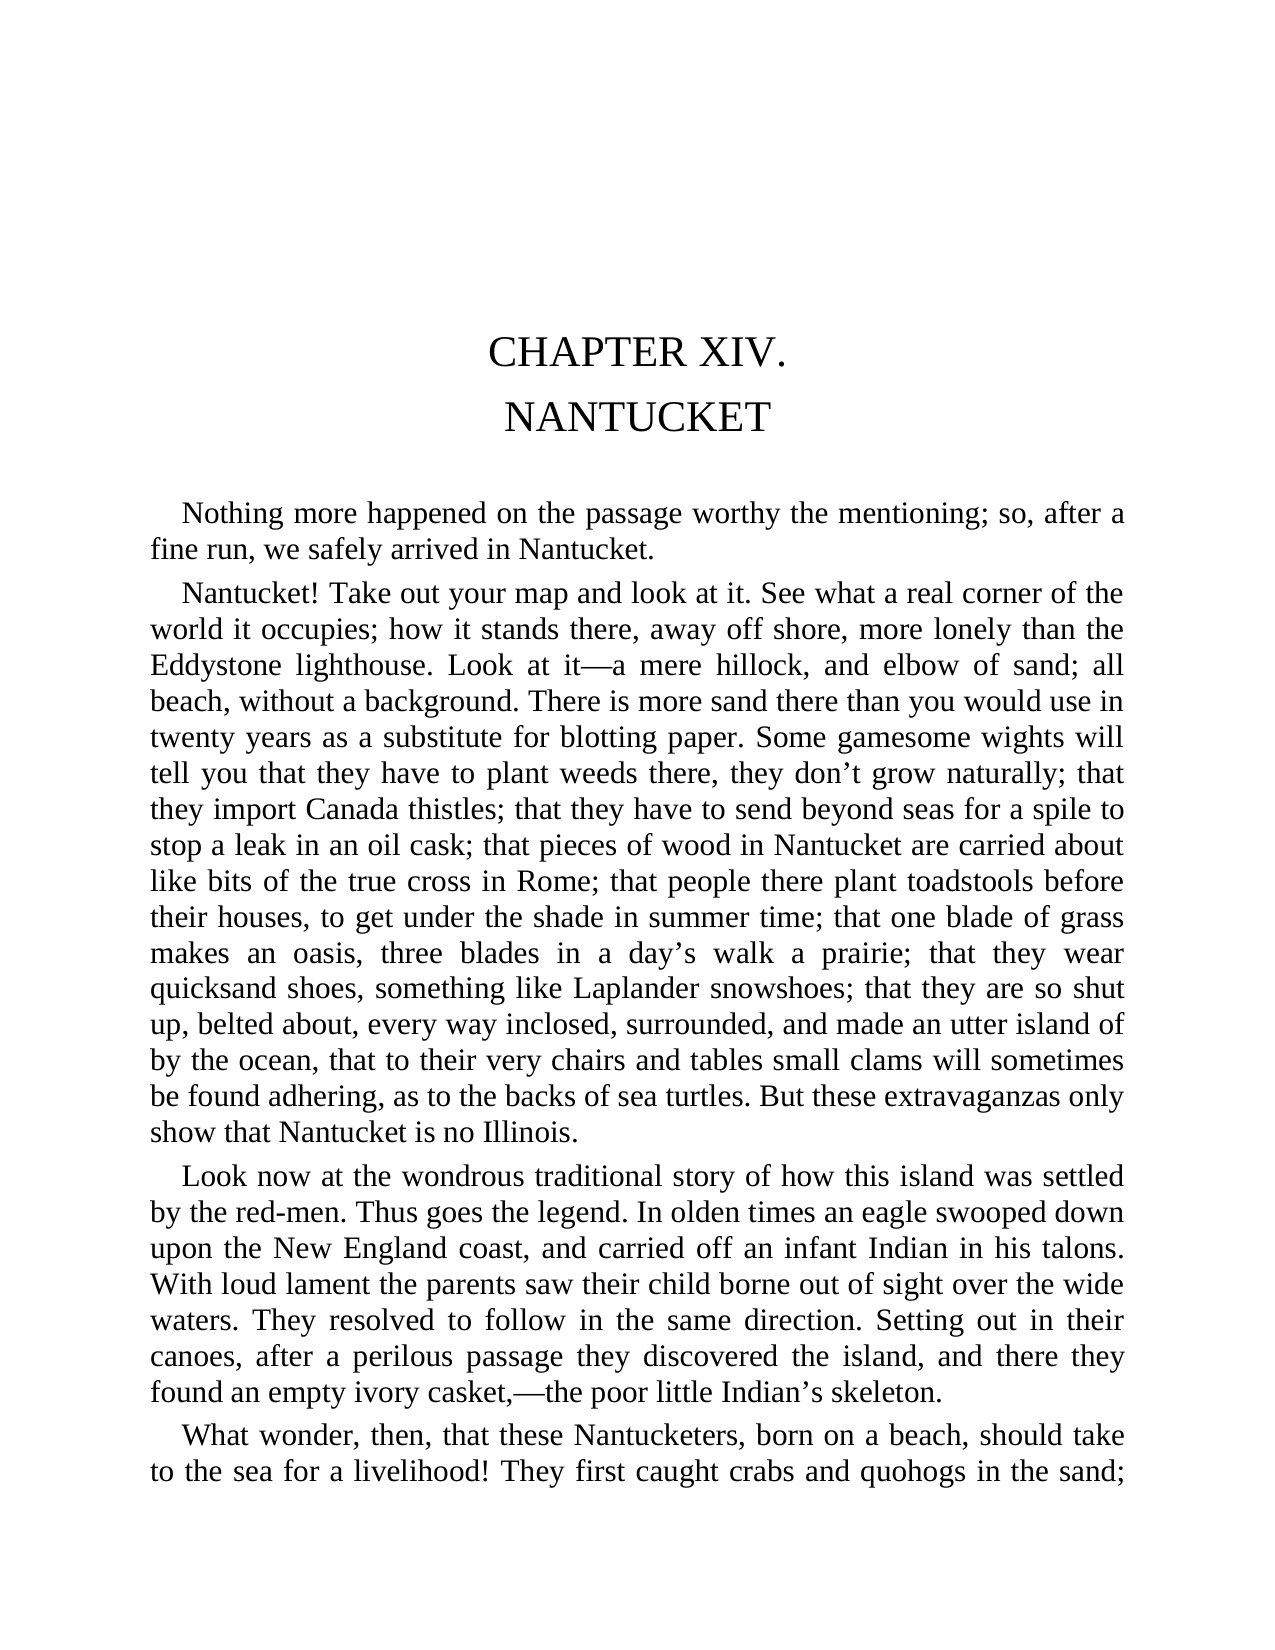 CHAPTER XIV.
NANTUCKET
Nothing more happened on the passage worthy the mentioning; so, after a
fine run, we safely arrived in Nantucket.
Nantucket! Take out your map and look at it. See what a real corner of the
world it occupies; how it stands there, away off shore, more lonely than the
Eddystone lighthouse. Look at it—a mere hillock, and elbow of sand; all
beach, without a background. There is more sand there than you would use in
twenty years as a substitute for blotting paper. Some gamesome wights will
tell you that they have to plant weeds there, they don’t grow naturally; that
they import Canada thistles; that they have to send beyond seas for a spile to
stop a leak in an oil cask; that pieces of wood in Nantucket are carried about
like bits of the true cross in Rome; that people there plant toadstools before
their houses, to get under the shade in summer time; that one blade of grass
makes an oasis, three blades in a day’s walk a prairie; that they wear
quicksand shoes, something like Laplander snowshoes; that they are so shut
up, belted about, every way inclosed, surrounded, and made an utter island of
by the ocean, that to their very chairs and tables small clams will sometimes
be found adhering, as to the backs of sea turtles. But these extravaganzas only
show that Nantucket is no Illinois.
Look now at the wondrous traditional story of how this island was settled
by the red-men. Thus goes the legend. In olden times an eagle swooped down
upon the New England coast, and carried off an infant Indian in his talons.
With loud lament the parents saw their child borne out of sight over the wide
waters. They resolved to follow in the same direction. Setting out in their
canoes, after a perilous passage they discovered the island, and there they
found an empty ivory casket,—the poor little Indian’s skeleton.
What wonder, then, that these Nantucketers, born on a beach, should take
to the sea for a livelihood! They first caught crabs and quohogs in the sand;